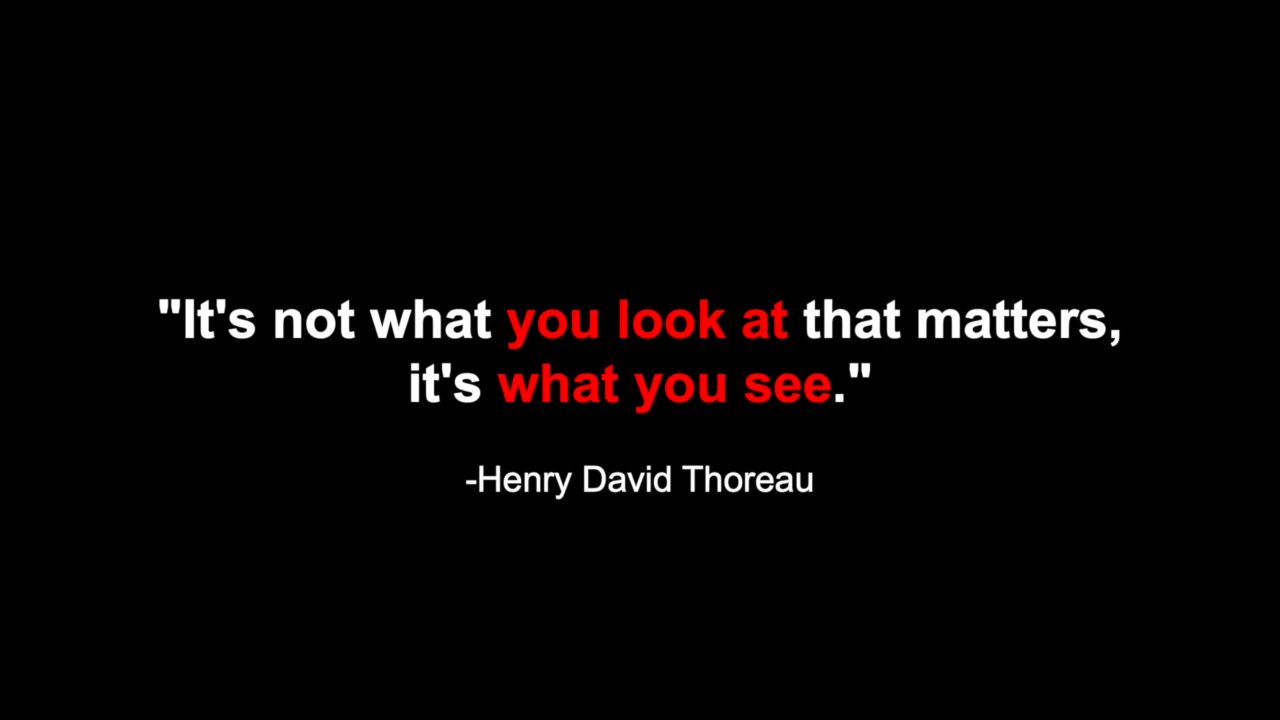 "It's not what you look at that matters,
it's what you see."
-Henry David Thoreau